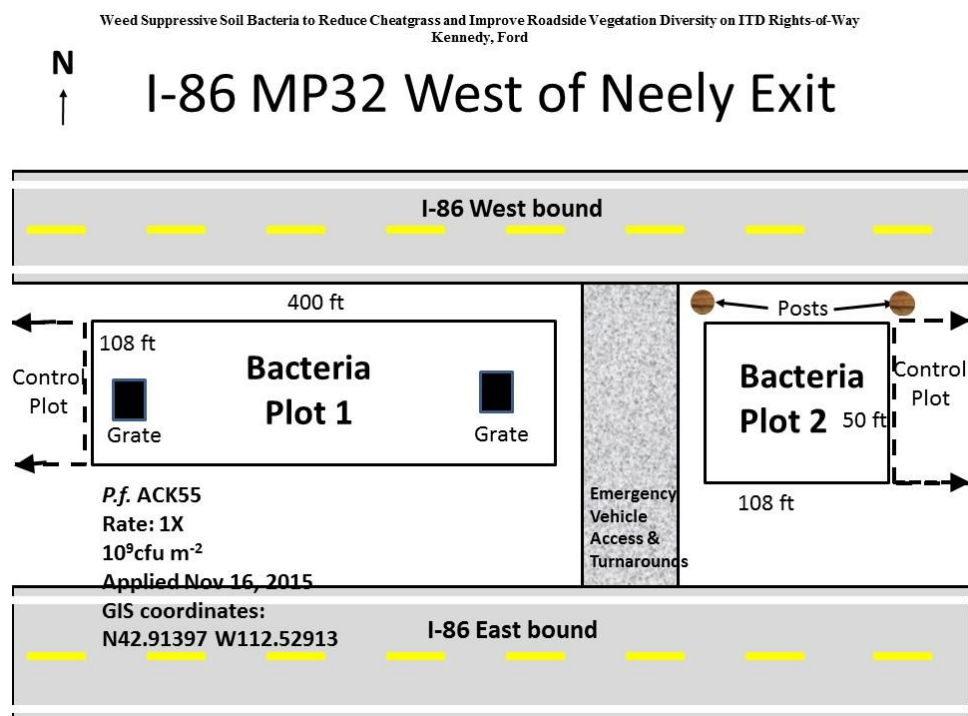 Weed Suppressive Soil Bacteria to Reduce Cheatgrass and Improve Roadside Vegetation Diversity on ITD Rights-of-Way
Kennedy, Ford
N
I-86 MP32 West of Neely Exit
I-86 West bound
400 ft
Posts
108 ft
Control
Plot
Bacteria
Plot 1
Grate
Grate
Bacteria
Plot 2
50 ft
Control
Plot
108 ft
P.f. ACK55
Rate: 1X
10⁹cfu m⁻²
Applied Nov 16, 2015
GIS coordinates:
N42.91397 W112.52913
Emergency
Vehicle
Access &
Turnarounds
I-86 East bound